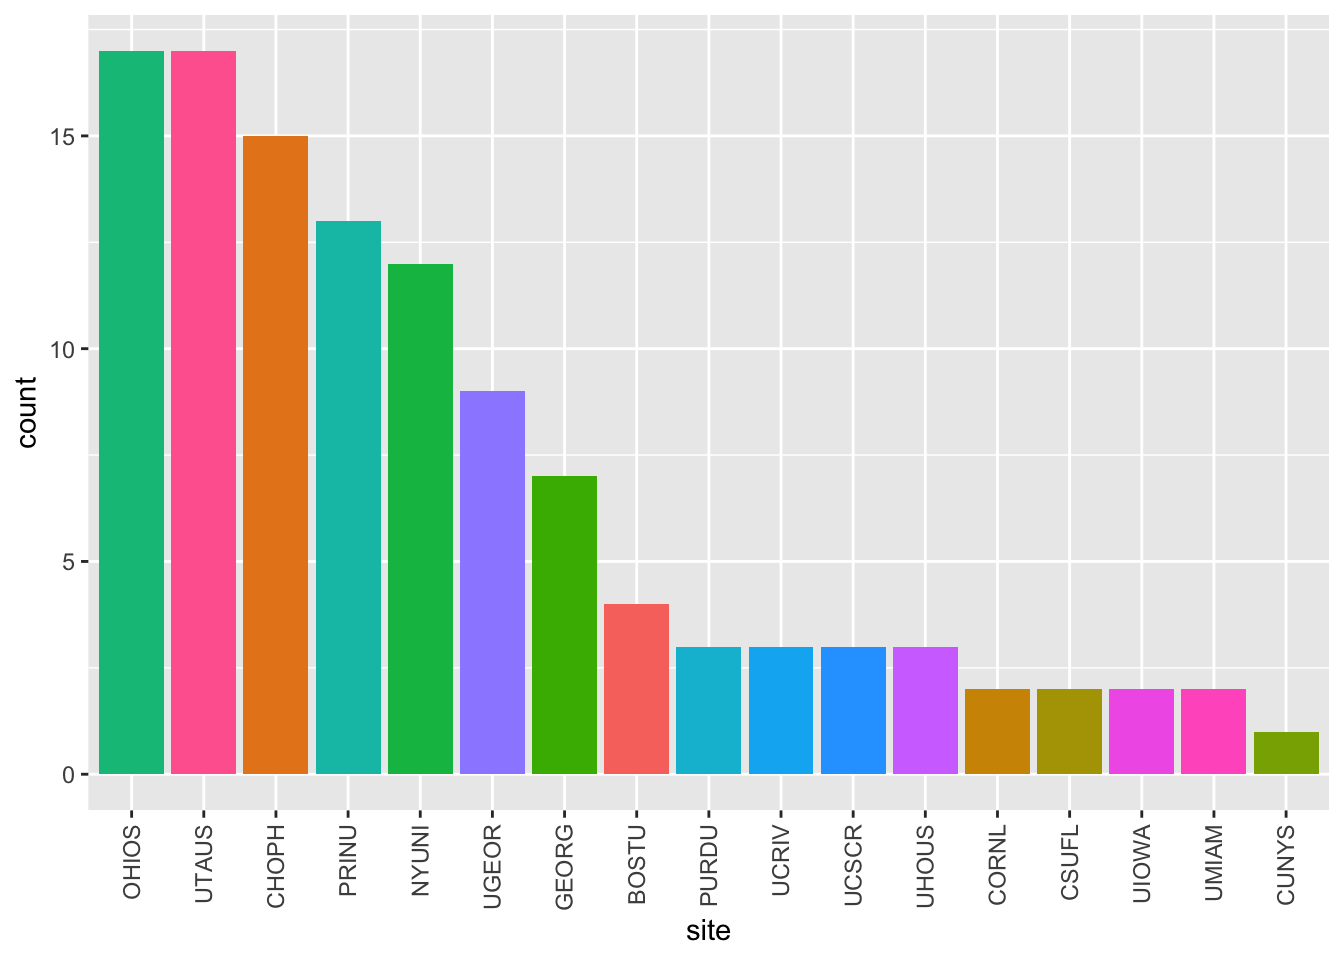 count
15
10
5
0
OHIOS
UTAUS
CHOPH
PRINU
NYUNI
UGEOR
GEORG
BOSTU
PURDU
UCRIV
UCSCR
UHOUS
CORNL
CSUFL
UIOWA
UMIAM
CUNYS
site